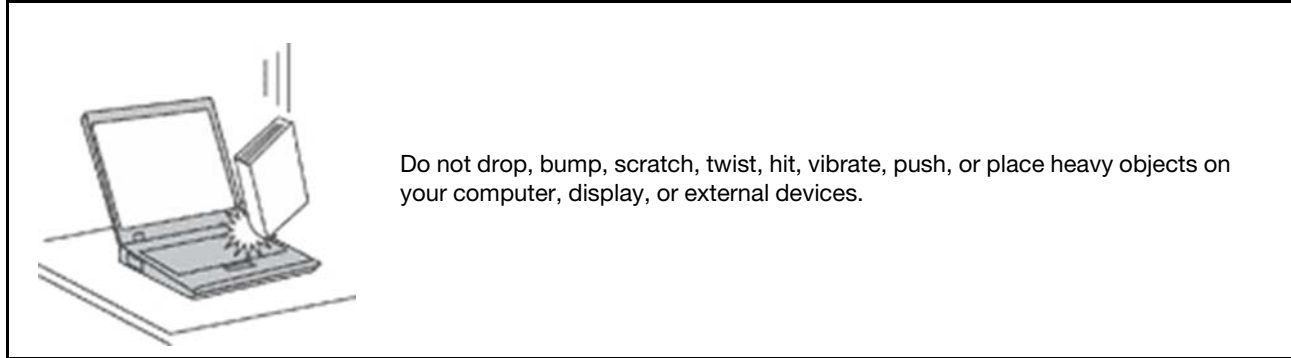 Do not drop, bump, scratch, twist, hit, vibrate, push, or place heavy objects on
your computer, display, or external devices.